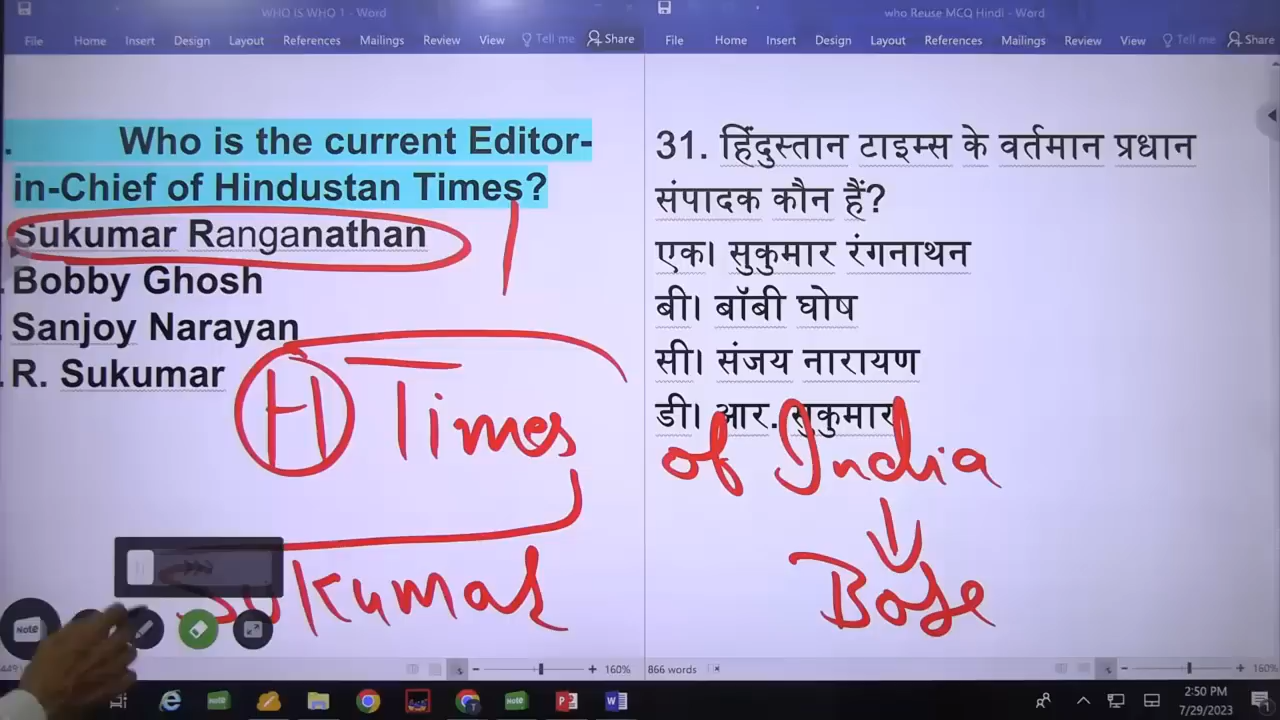 WHO IS WHO 1 - Word
File Home Insert Design Layout References Mailings Review View Tell me Share
. Who is the current Editor-
in-Chief of Hindustan Times?
Sukumar Ranganathan
Bobby Ghosh
Sanjoy Narayan
.R. Sukumar
H Times
Sukumar
Note
160%
who Reuse MCQ Hindi - Word
File Home Insert Design Layout References Mailings Review View Tell me Share
31. हिंदुस्तान टाइम्स के वर्तमान प्रधान
संपादक कौन हैं?
एक। सुकुमार रंगनाथन
बी। बॉबी घोष
सी। संजय नारायण
डी। आर. सुकुमार
of India
Bose
866 words 160%
2:50 PM
7/29/2023